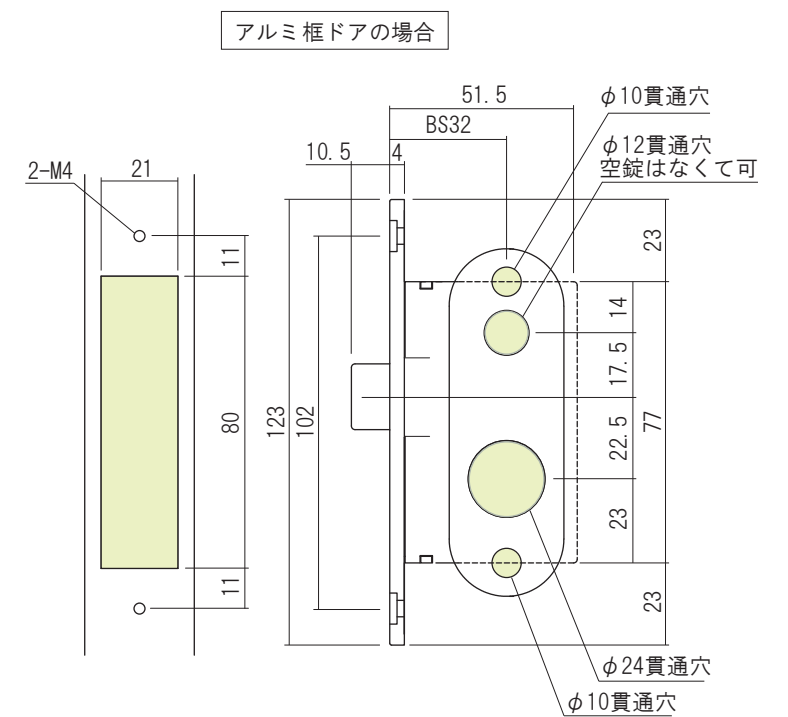 アルミ框ドアの場合
51.5
φ10貫通穴
BS32
φ12貫通穴
空錠はなくて可
10.5
4
2-M4
21
11
23
14
17.5
80
123
102
22.5
77
23
11
23
φ24貫通穴
φ10貫通穴